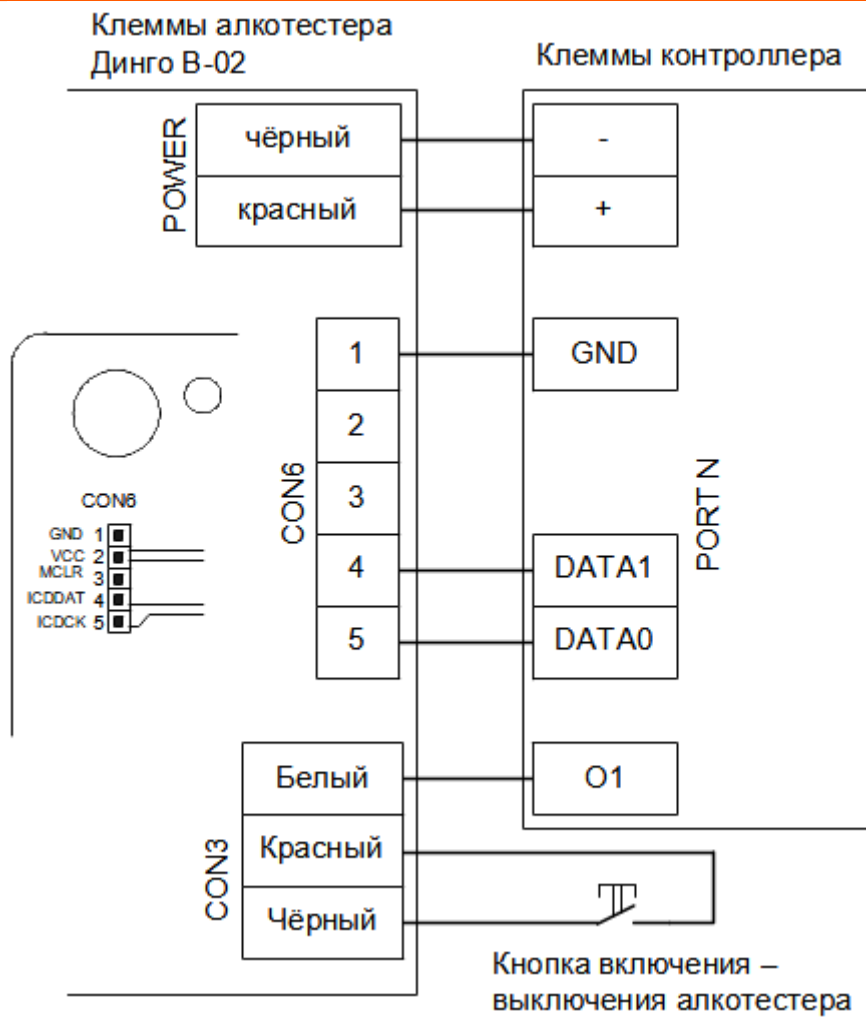 Клеммы алкотестера
Динго В-02
Клеммы контроллера
POWER
чёрный
-
красный
+
CON6
1
GND
2
3
4
DATA1
5
DATA0
PORT N
CON6
GND 1
VCC 2
MCLR 3
ICDDAT 4
ICDCK 5
CON3
Белый
O1
Красный
Чёрный
Кнопка включения –
выключения алкотестера